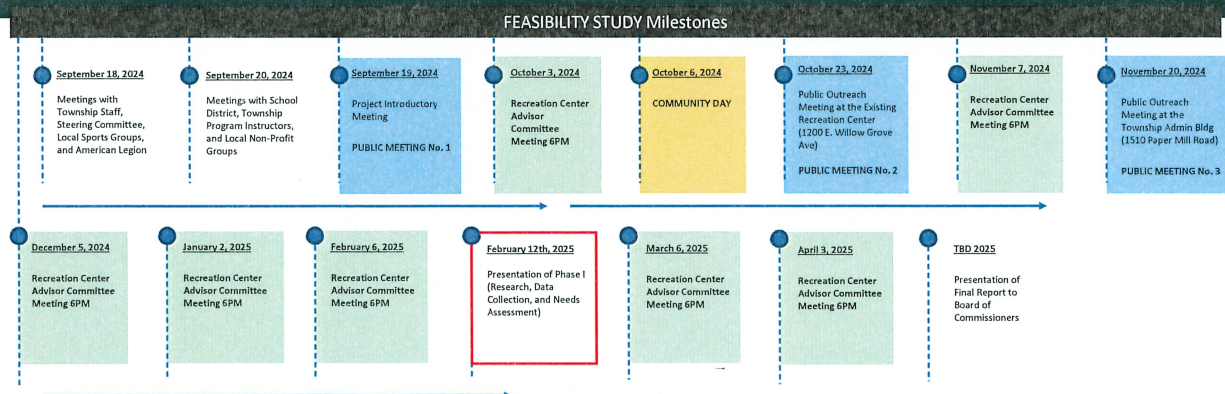 FEASIBILITY STUDY Milestones
September 18, 2024
Meetings with
Township Staff,
Steering Committee,
Local Sports Groups,
and American Legion
September 20, 2024
Meetings with School
District, Township
Program Instructors,
and Local Non-Profit
Groups
September 19, 2024
Project Introductory
Meeting
PUBLIC MEETING No. 1
October 3, 2024
Recreation Center
Advisor
Committee
Meeting 6PM
October 6, 2024
COMMUNITY DAY
October 23, 2024
Public Outreach
Meeting at the Existing
Recreation Center
(1200 E. Willow Grove
Ave)
PUBLIC MEETING No. 2
November 7, 2024
Recreation Center
Advisor Committee
Meeting 6PM
November 20, 2024
Public Outreach
Meeting at the
Township Admin Bldg
(1510 Paper Mill Road)
PUBLIC MEETING No. 3
December 5, 2024
Recreation Center
Advisor Committee
Meeting 6PM
January 2, 2025
Recreation Center
Advisor Committee
Meeting 6PM
February 6, 2025
Recreation Center
Advisor Committee
Meeting 6PM
February 12th, 2025
Presentation of Phase I
(Research, Data
Collection, and Needs
Assessment)
March 6, 2025
Recreation Center
Advisor Committee
Meeting 6PM
April 3, 2025
Recreation Center
Advisor Committee
Meeting 6PM
TBD 2025
Presentation of
Final Report to
Board of
Commissioners